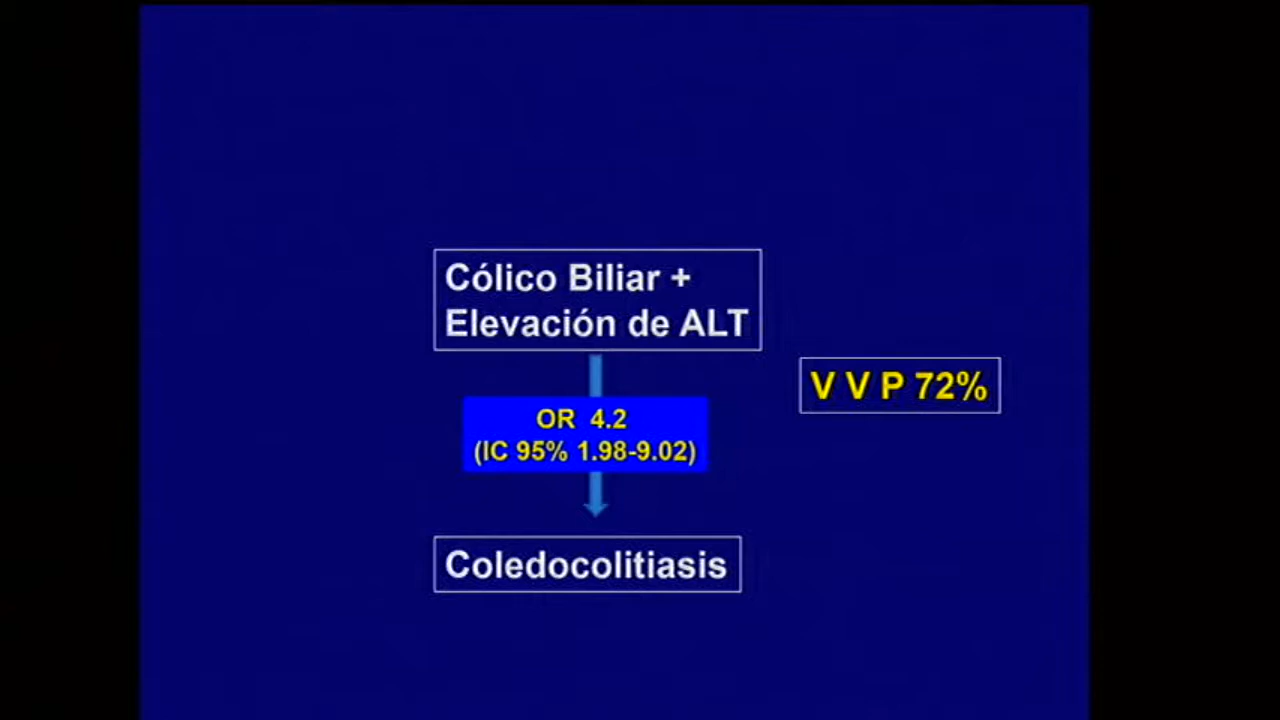 Cólico Biliar +
Elevación de ALT
V V P 72%
OR 4.2
(IC 95% 1.98-9.02)
Coledocolitiasis